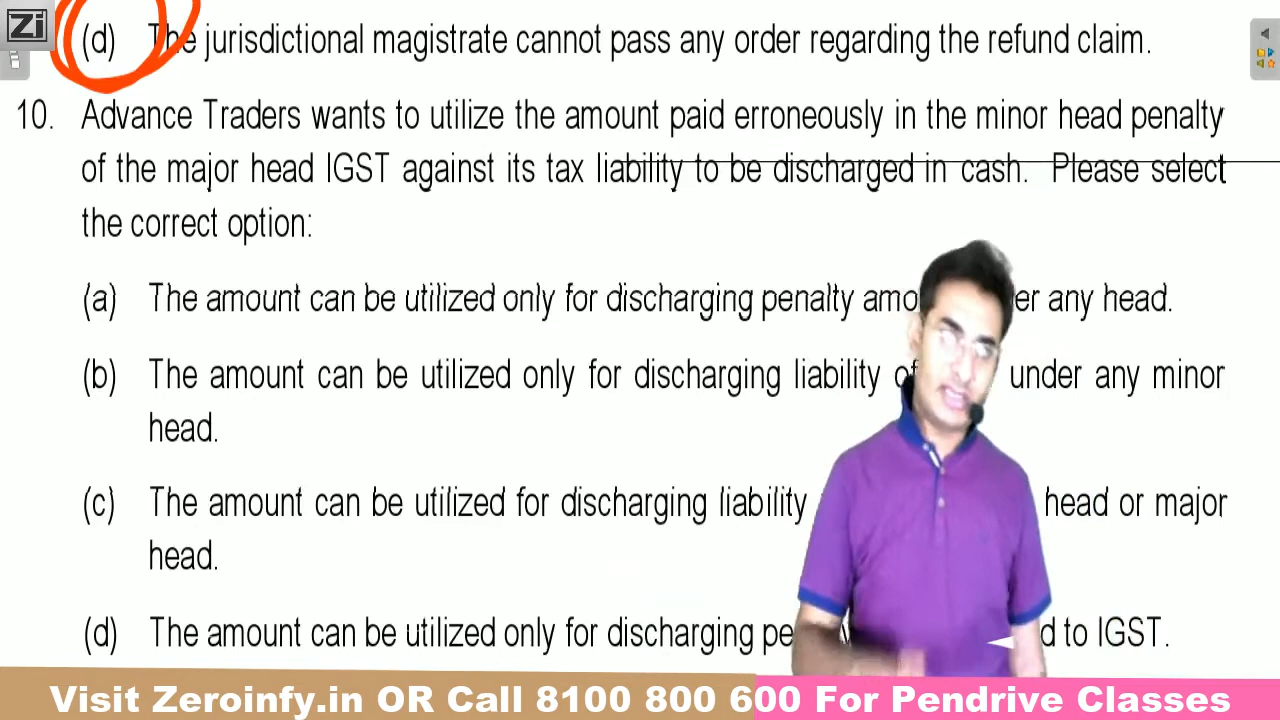 Zi
(d) The jurisdictional magistrate cannot pass any order regarding the refund claim.
10. Advance Traders wants to utilize the amount paid erroneously in the minor head penalty
of the major head IGST against its tax liability to be discharged in cash. Please select
the correct option:
(a) The amount can be utilized only for discharging penalty any head.
(b) The amount can be utilized only for discharging liability under any minor
head.
(c) The amount can be utilized for discharging liability head or major
head.
(d) The amount can be utilized only for discharging to IGST.
Visit Zeroinfy.in OR Call 8100 800 600 For Pendrive Classes